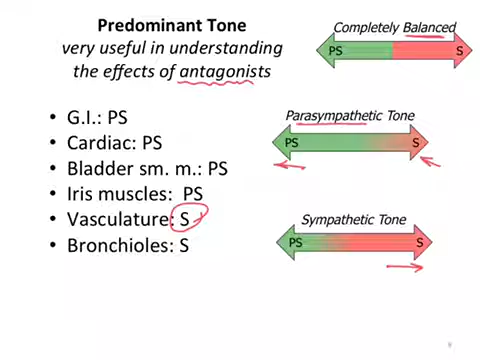 Predominant Tone
very useful in understanding
the effects of antagonists
• G.I.: PS
• Cardiac: PS
• Bladder sm. m.: PS
• Iris muscles: PS
• Vasculature: S
• Bronchioles: S
Completely Balanced
PS S
Parasympathetic Tone
PS S
Sympathetic Tone
PS S